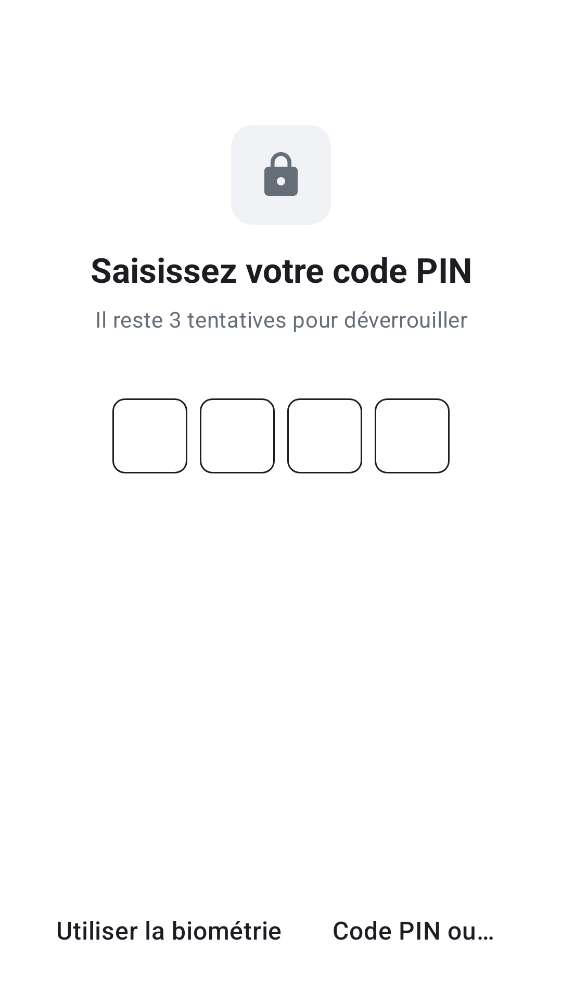 Saisissez votre code PIN
Il reste 3 tentatives pour déverrouiller
Utiliser la biométrie
Code PIN ou…